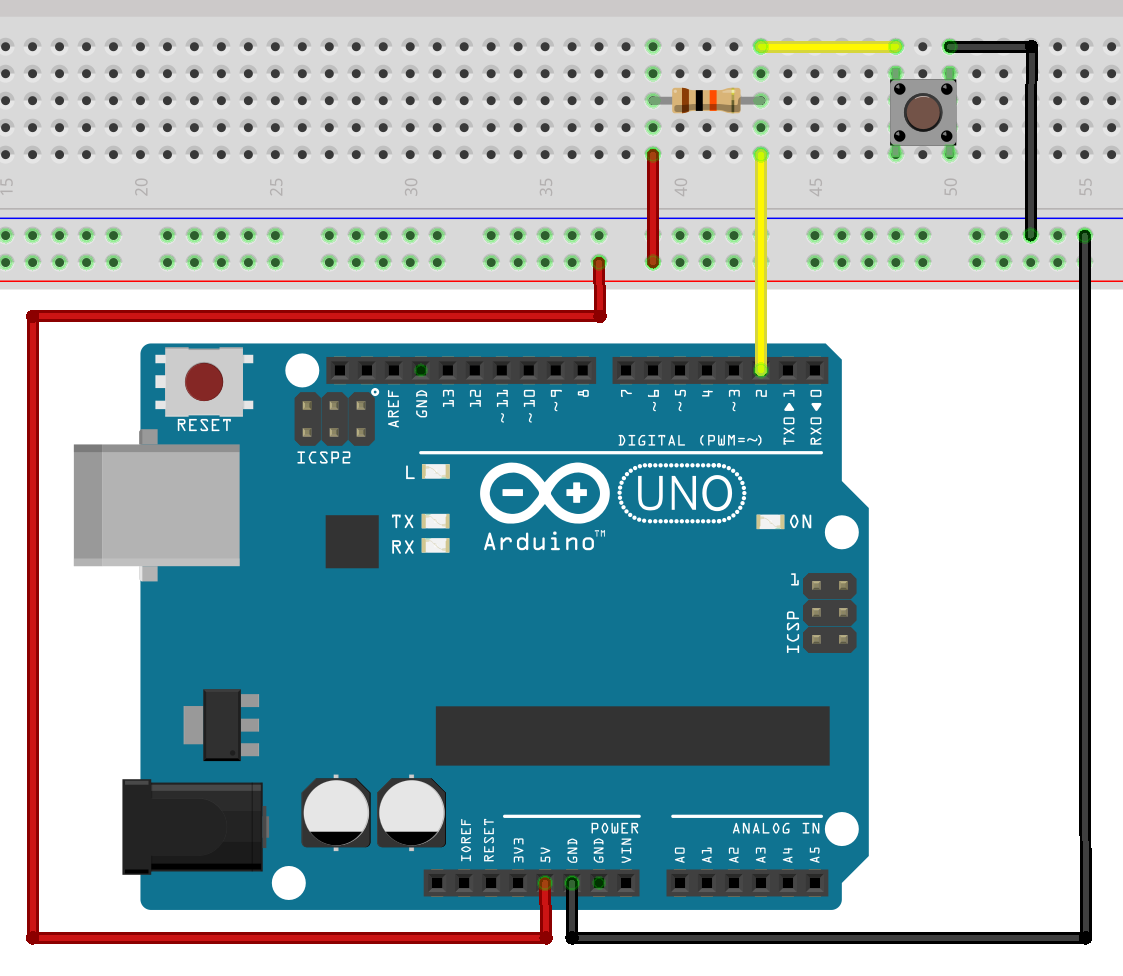 15 20 25 30 35 40 45 50 55
RESET
ICSP2
AREF
GND
13
12
~11
~10
~9
8
7
~6
~5
4
~3
2
TX0▶1
RX0◀0
DIGITAL (PWM=~)
L
TX
RX
UNO
Arduino™
ON
1
ICSP
POWER
ANALOG IN
IOREF
RESET
3V3
5V
GND
GND
VIN
A0
A1
A2
A3
A4
A5